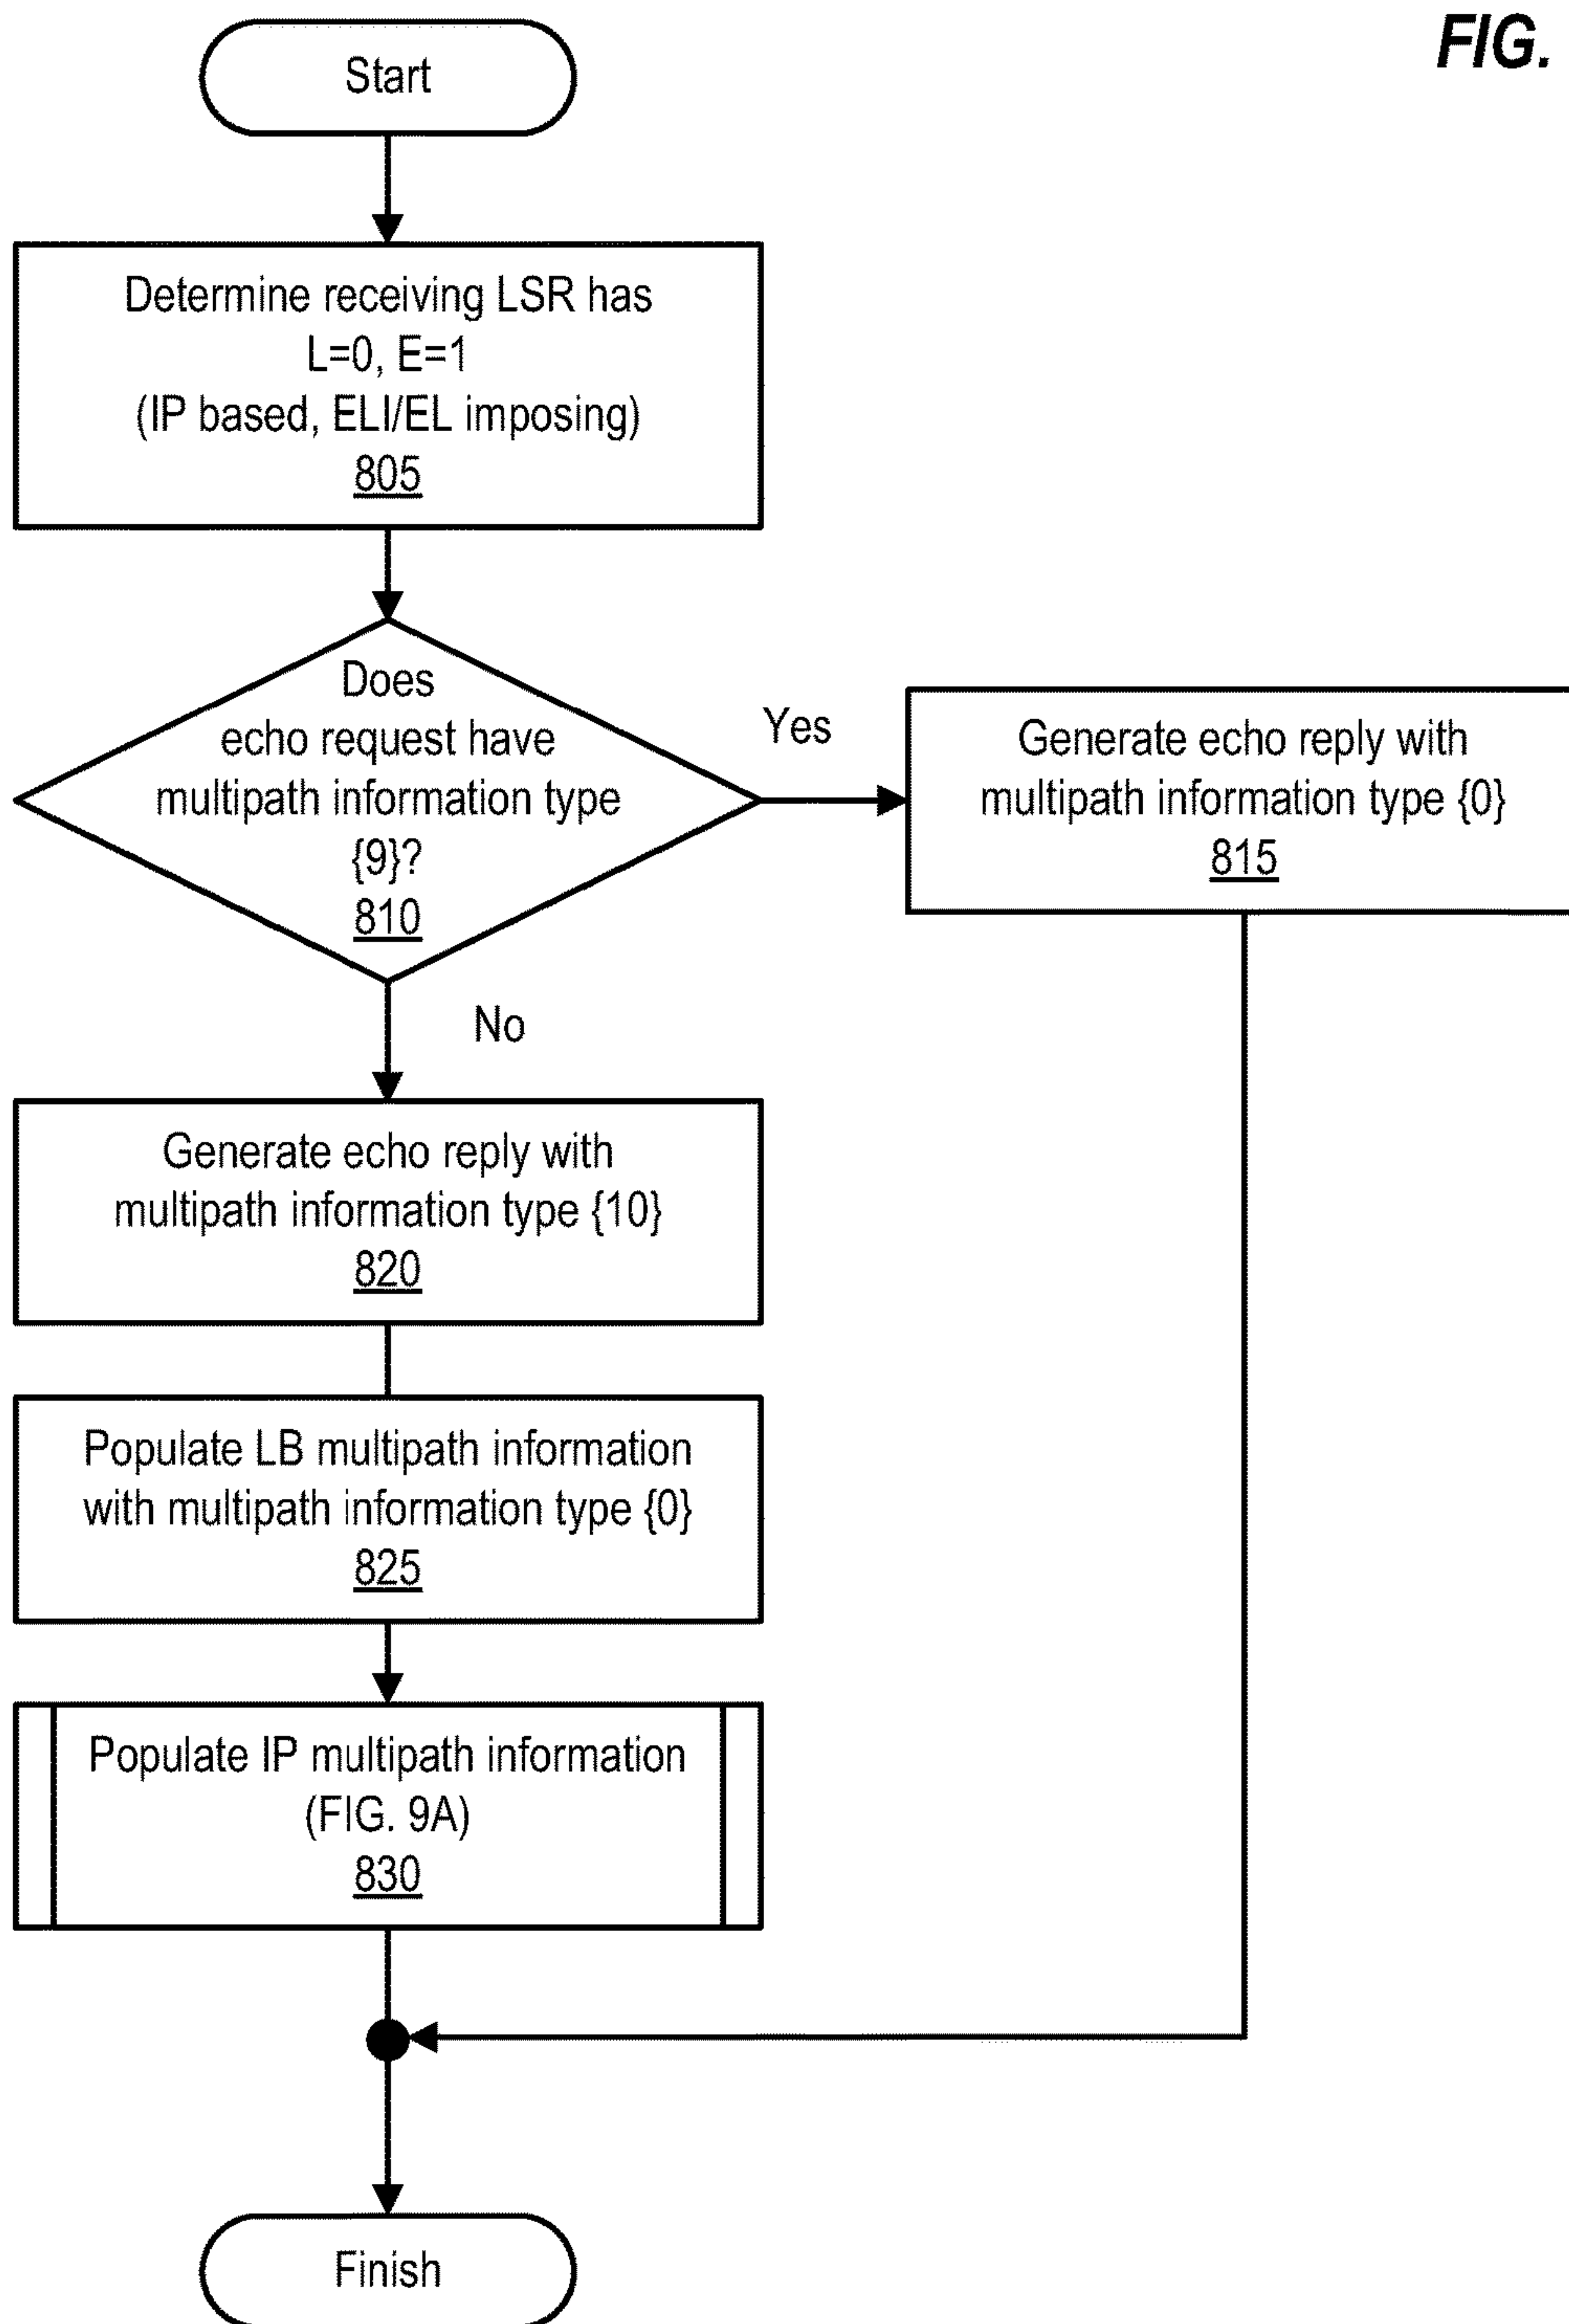 FIG.
Start
Determine receiving LSR has
L=0, E=1
(IP based, ELI/EL imposing)
805
Does
echo request have
multipath information type
{9}?
810
Yes
Generate echo reply with
multipath information type {0}
815
No
Generate echo reply with
multipath information type {10}
820
Populate LB multipath information
with multipath information type {0}
825
Populate IP multipath information
(FIG. 9A)
830
Finish